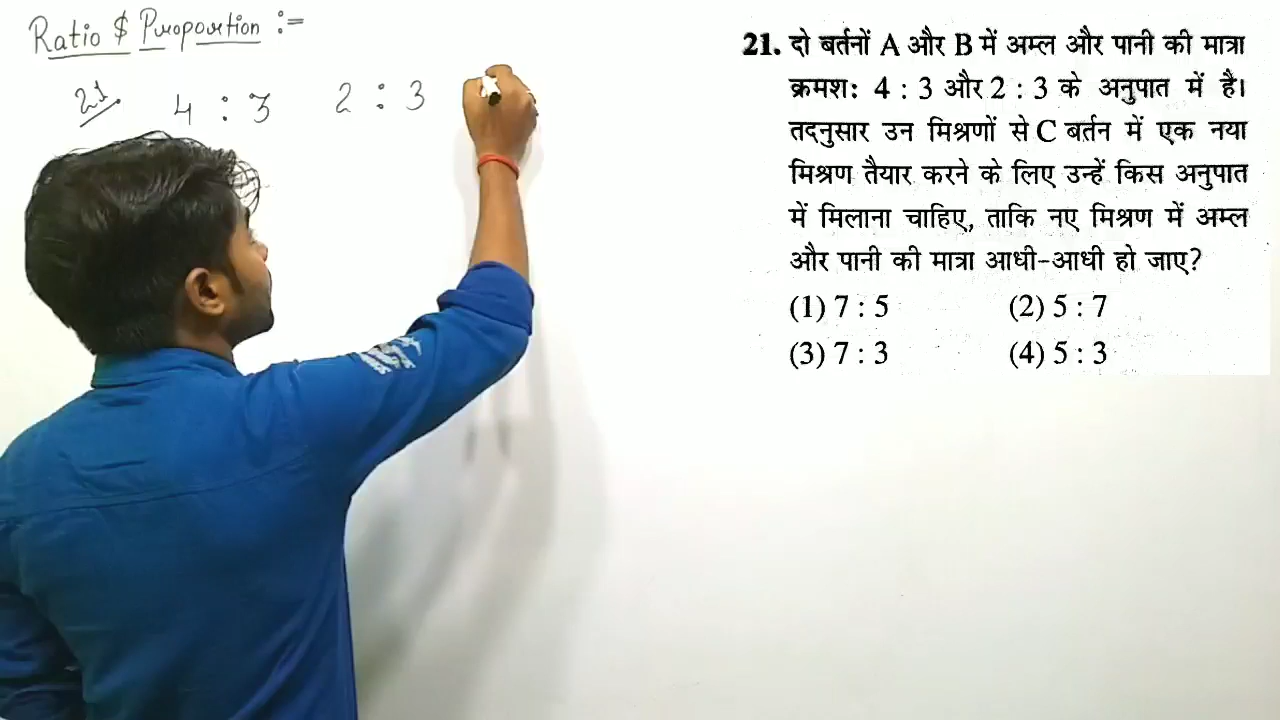 Ratio $ Proportion :=
21. 4 : 3 2 : 3
21. दो बर्तनों A और B में अम्ल और पानी की मात्रा
क्रमशः 4 : 3 और 2 : 3 के अनुपात में है।
तदनुसार उन मिश्रणों से C बर्तन में एक नया
मिश्रण तैयार करने के लिए उन्हें किस अनुपात
में मिलाना चाहिए, ताकि नए मिश्रण में अम्ल
और पानी की मात्रा आधी-आधी हो जाए?
(1) 7 : 5 (2) 5 : 7
(3) 7 : 3 (4) 5 : 3